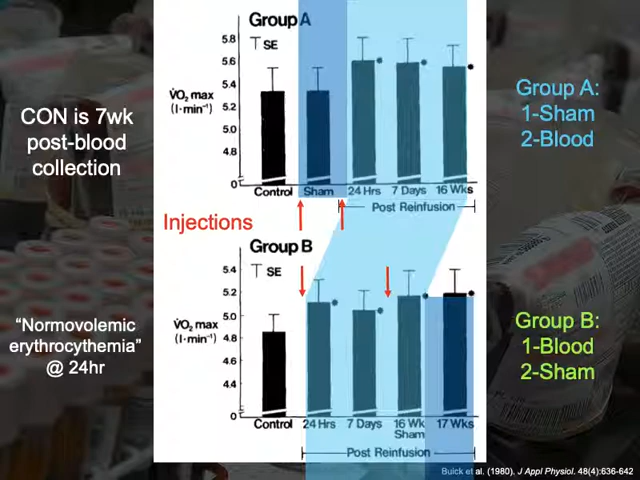 Group A
SE
5.8
5.6
5.4
5.2
5.0
4.8
0
V̇O₂ max
(l·min⁻¹)
Control
Sham
24 Hrs
7 Days
16 Wks
Post Reinfusion
CON is 7wk
post-blood
collection
Group A:
1-Sham
2-Blood
Injections
Group B
SE
5.4
5.2
5.0
4.8
4.6
4.4
0
V̇O₂ max
(l·min⁻¹)
Control
24 Hrs
7 Days
16 Wk
Sham
17 Wks
Post Reinfusion
“Normovolemic
erythrocythemia”
@ 24hr
Group B:
1-Blood
2-Sham
Buick et al. (1980), J Appl Physiol. 48(4):636-642